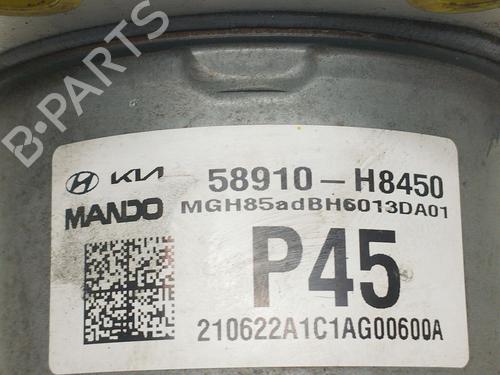 B-PARTS
KIA 58910-H8450
MANDO MGH85adBH6013DA01
P45
210622A1C1AG00600A